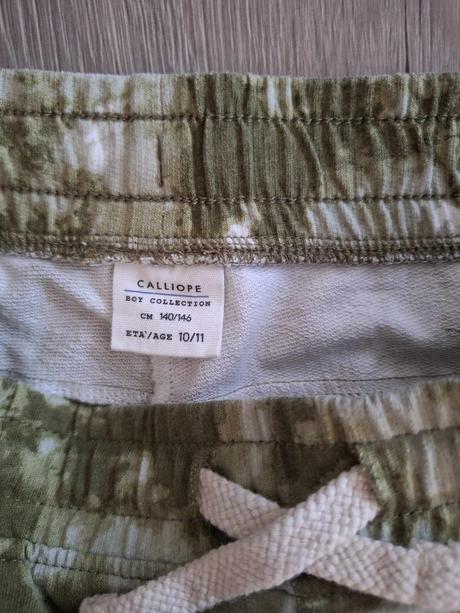 CALLIOPE
BOY COLLECTION
CM 140/146
ETA'/AGE 10/11